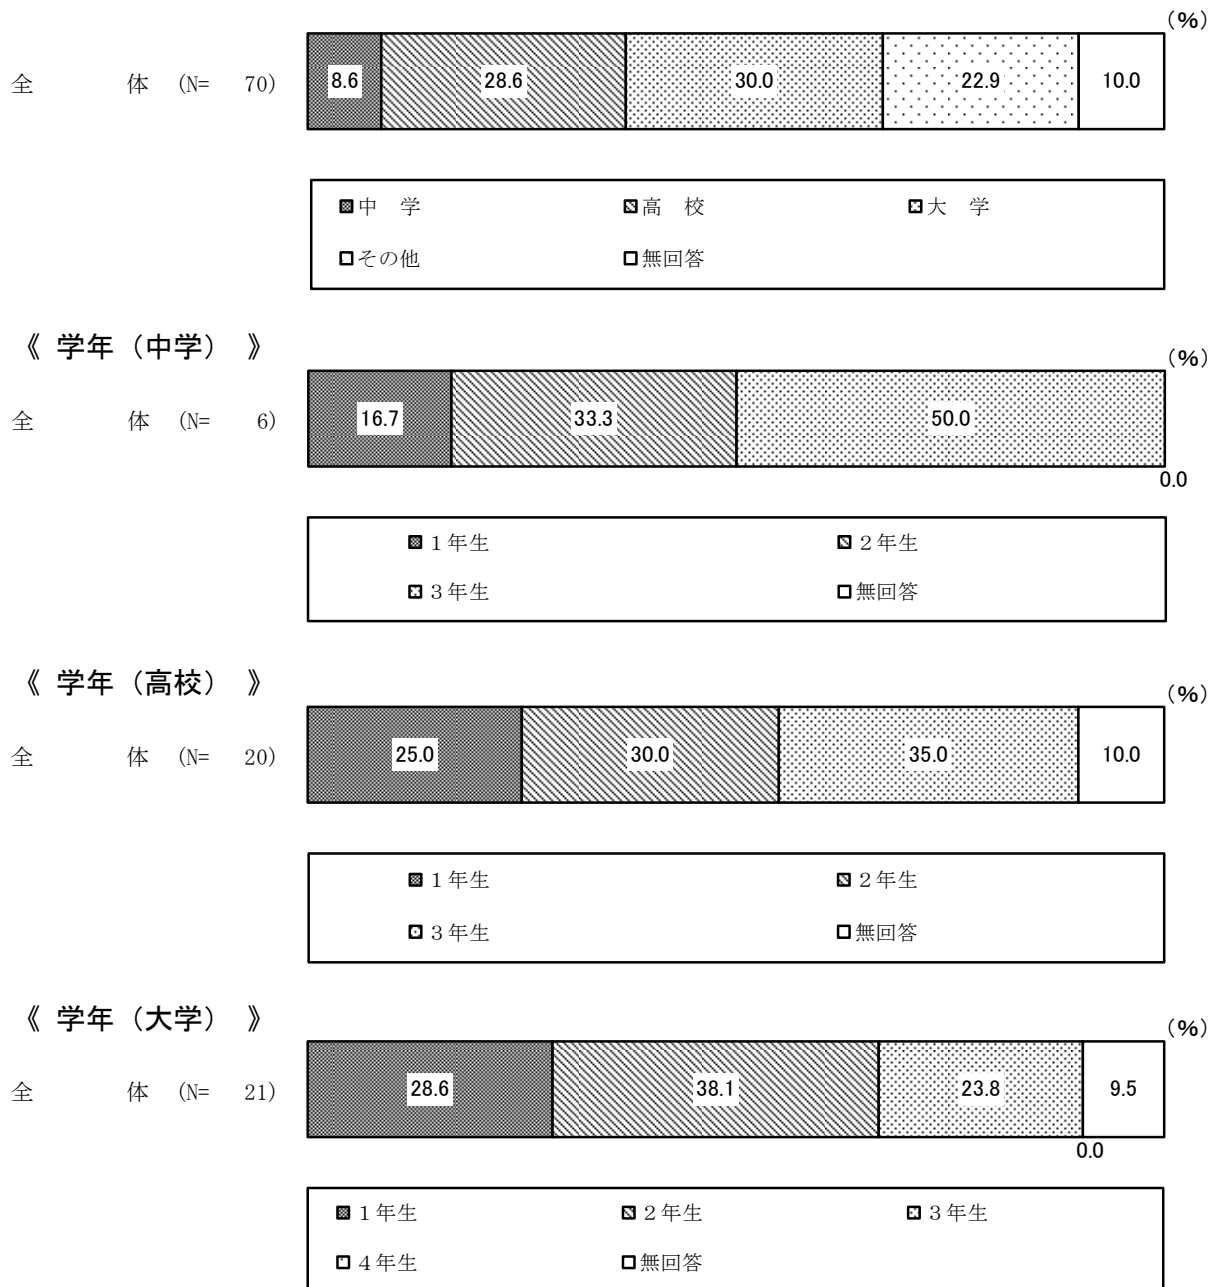 (%)
全 体 (N= 70) 8.6 28.6 30.0 22.9 10.0
中 学 高 校 大 学
その他 無回答
《 学年（中学） 》
(%)
全 体 (N= 6) 16.7 33.3 50.0
0.0
１年生 ２年生
３年生 無回答
《 学年（高校） 》
(%)
全 体 (N= 20) 25.0 30.0 35.0 10.0
１年生 ２年生
３年生 無回答
《 学年（大学） 》
(%)
全 体 (N= 21) 28.6 38.1 23.8 9.5
0.0
１年生 ２年生 ３年生
４年生 無回答